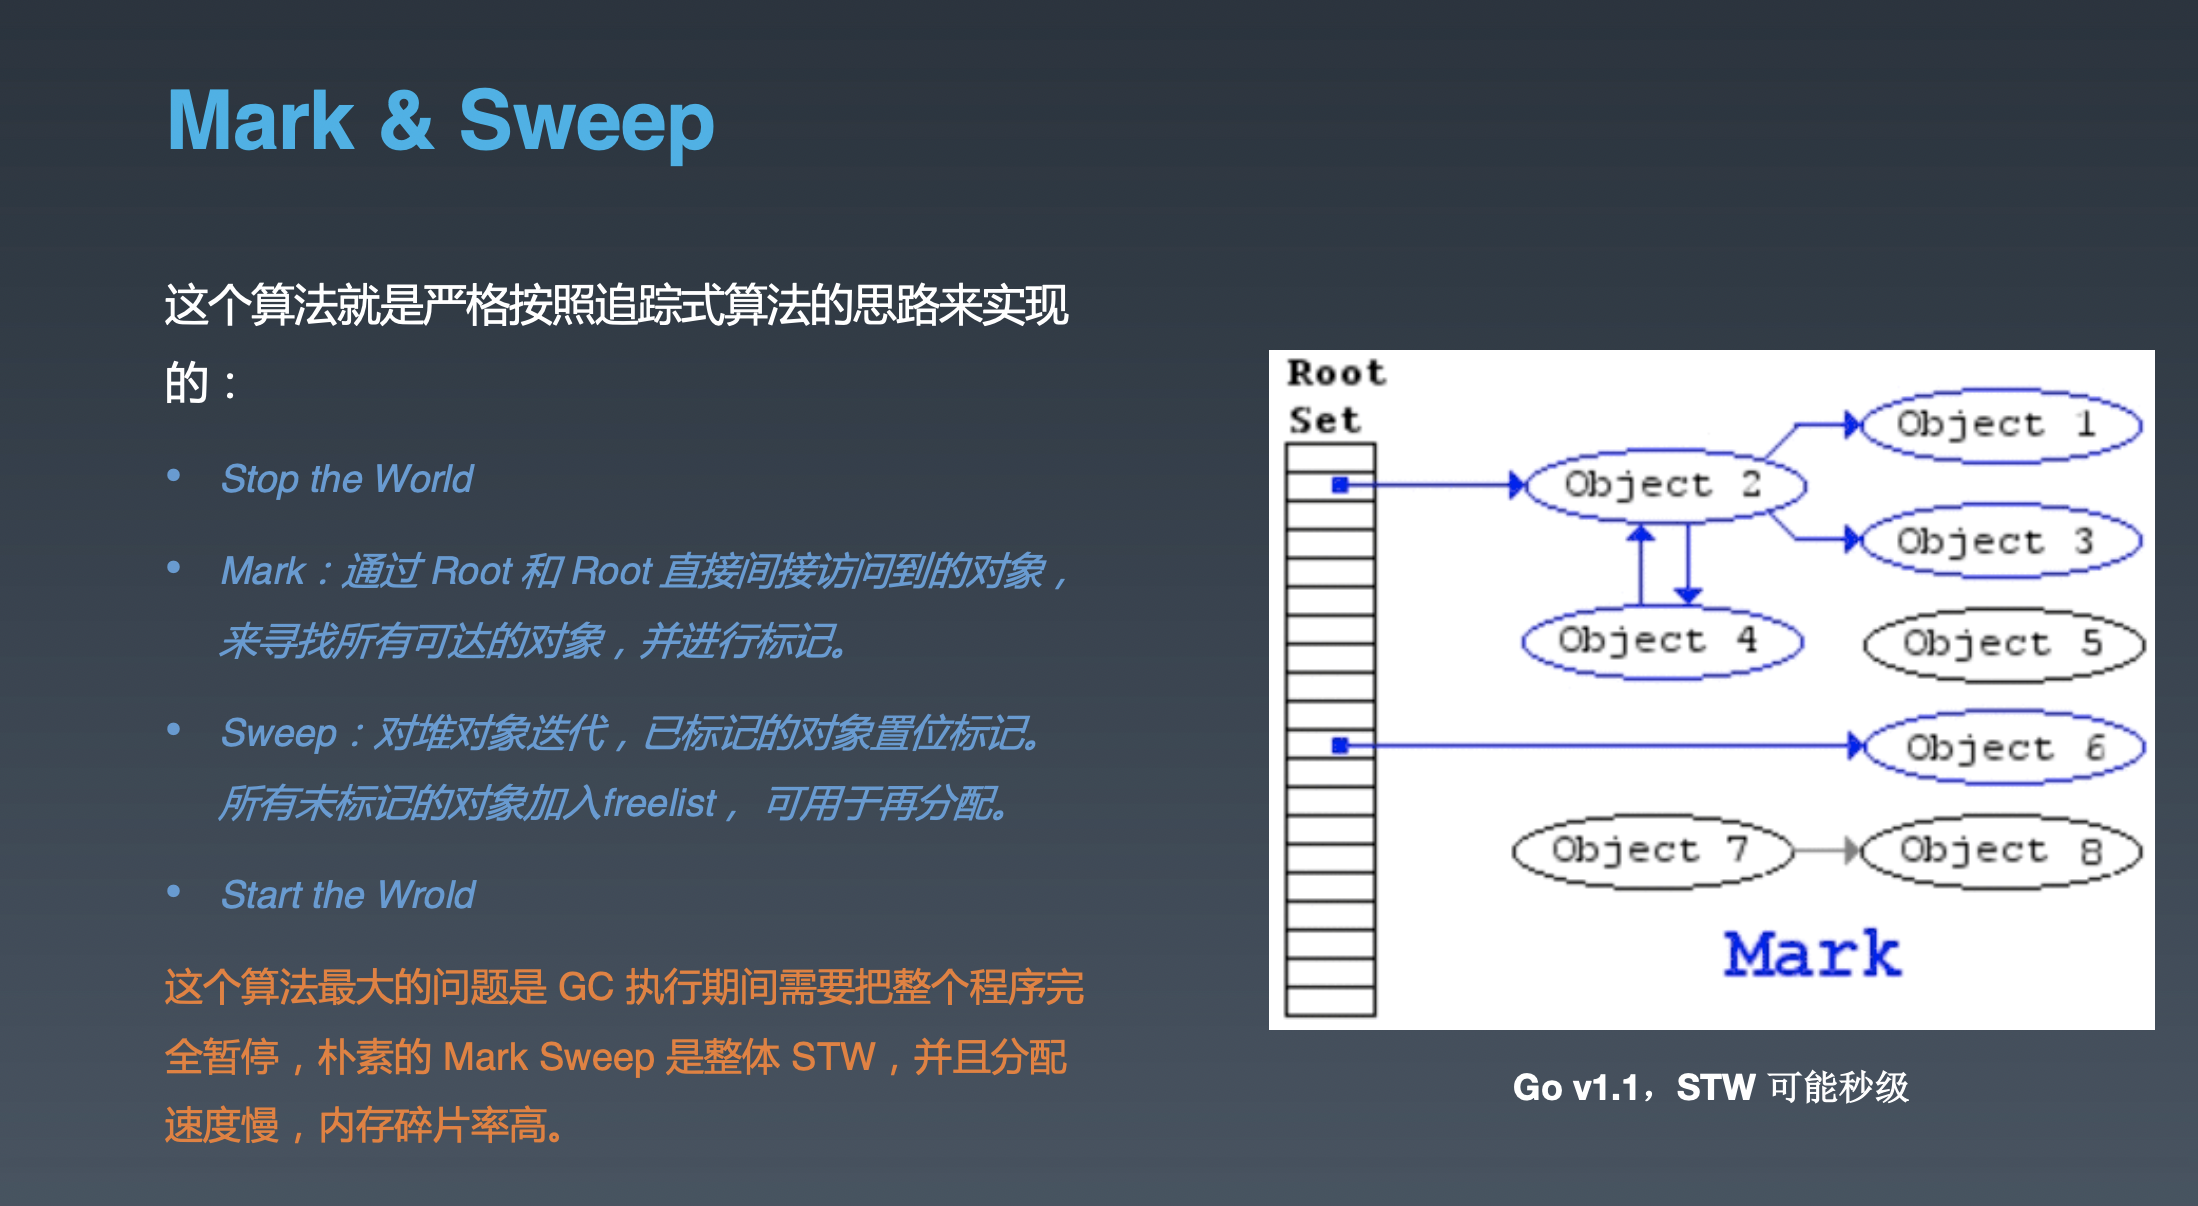 Mark & Sweep
这个算法就是严格按照追踪式算法的思路来实现
的：
• Stop the World
• Mark：通过 Root 和 Root 直接间接访问到的对象，
来寻找所有可达的对象，并进行标记。
• Sweep：对堆对象迭代，已标记的对象置位标记。
所有未标记的对象加入freelist， 可用于再分配。
• Start the Wrold
这个算法最大的问题是 GC 执行期间需要把整个程序完
全暂停，朴素的 Mark Sweep 是整体 STW，并且分配
速度慢，内存碎片率高。
Root
Set
Object 1
Object 2
Object 3
Object 4
Object 5
Object 6
Object 7
Object 8
Mark
Go v1.1，STW 可能秒级